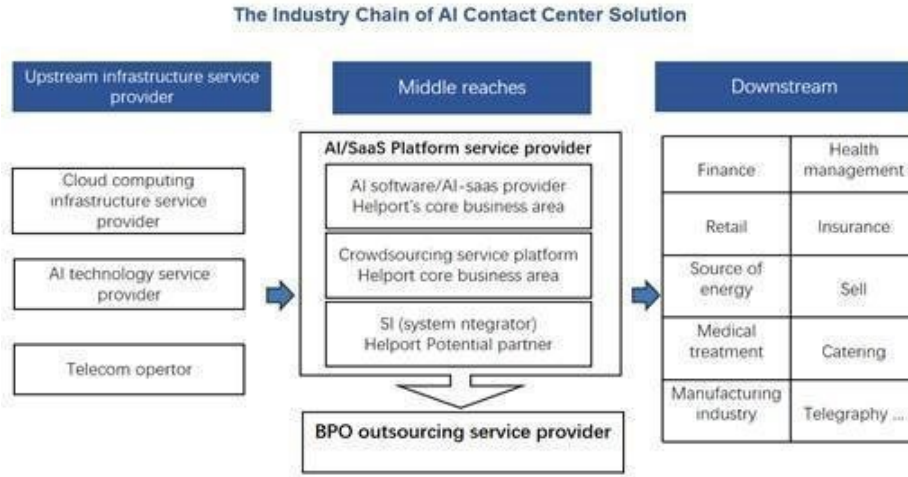 The Industry Chain of AI Contact Center Solution
Upstream infrastructure service
provider
Middle reaches
Downstream
Cloud computing
infrastructure service
provider
AI technology service
provider
Telecom opertor
AI/SaaS Platform service provider
AI software/AI-saas provider
Helport's core business area
Crowdsourcing service platform
Helport core business area
SI (system ntegrator)
Helport Potential partner
BPO outsourcing service provider
Finance
Health
management
Retail
Insurance
Source of
energy
Sell
Medical
treatment
Catering
Manufacturing
industry
Telegraphy ...